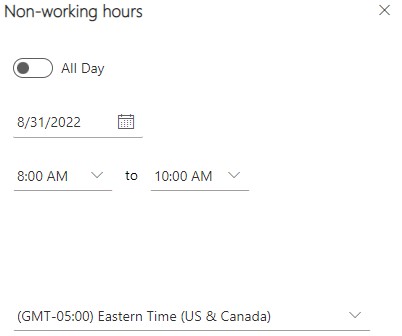 Non-working hours
All Day
8/31/2022
8:00 AM to 10:00 AM
(GMT-05:00) Eastern Time (US & Canada)